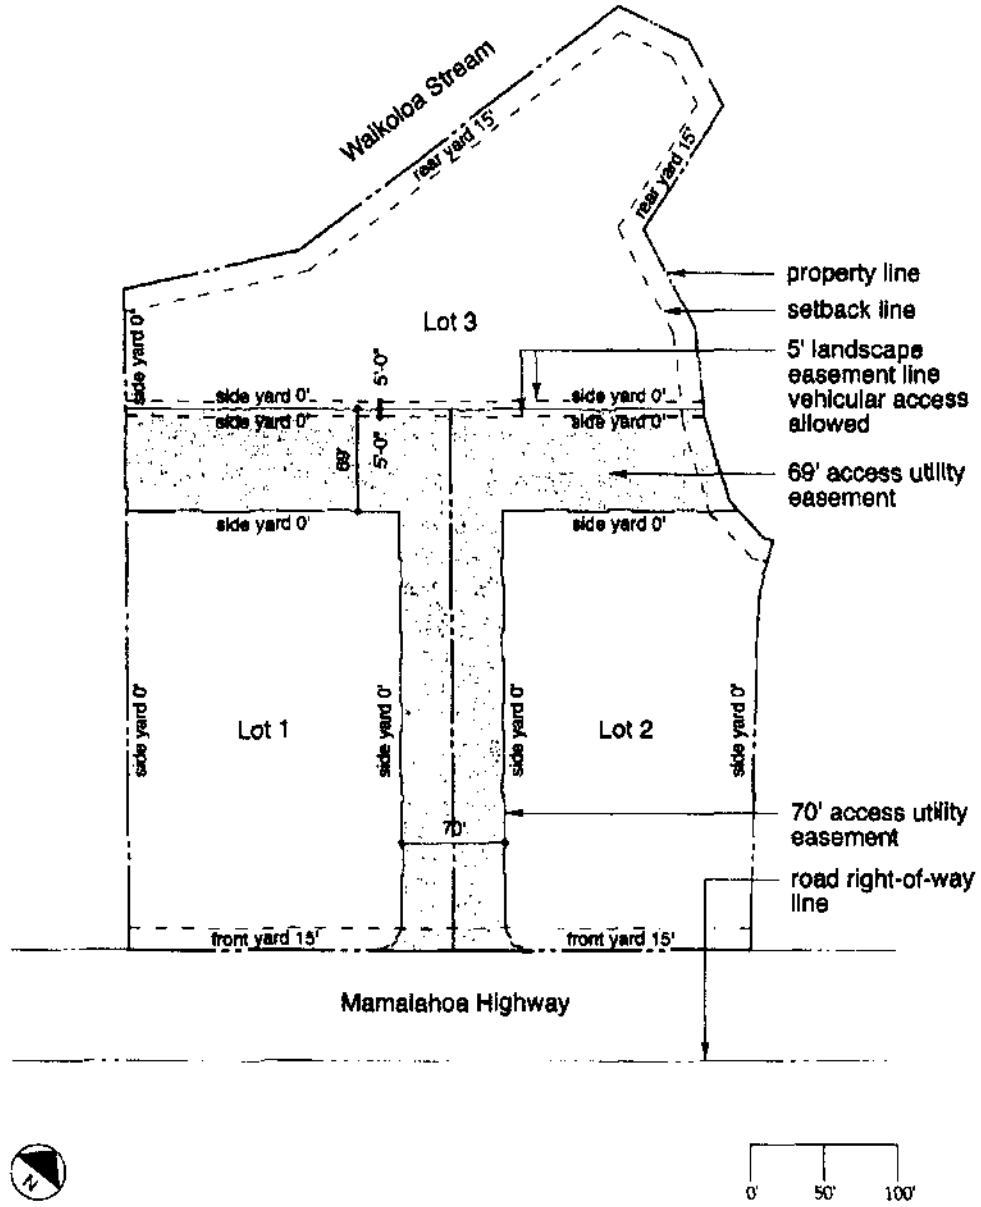 Waikoloa Stream
rear yard 15'
rear yard 15'
property line
setback line
Lot 3
side yard 0'
5'-0"
5' landscape
easement line
vehicular access
allowed
side yard 0'
side yard 0'
side yard 0'
side yard 0'
69'
5'-0"
69' access utility
easement
side yard 0'
side yard 0'
side yard 0'
Lot 1
side yard 0'
side yard 0'
Lot 2
side yard 0'
70'
70' access utility
easement
road right-of-way
line
front yard 15'
front yard 15'
Mamalahoa Highway
N
0'
50'
100'